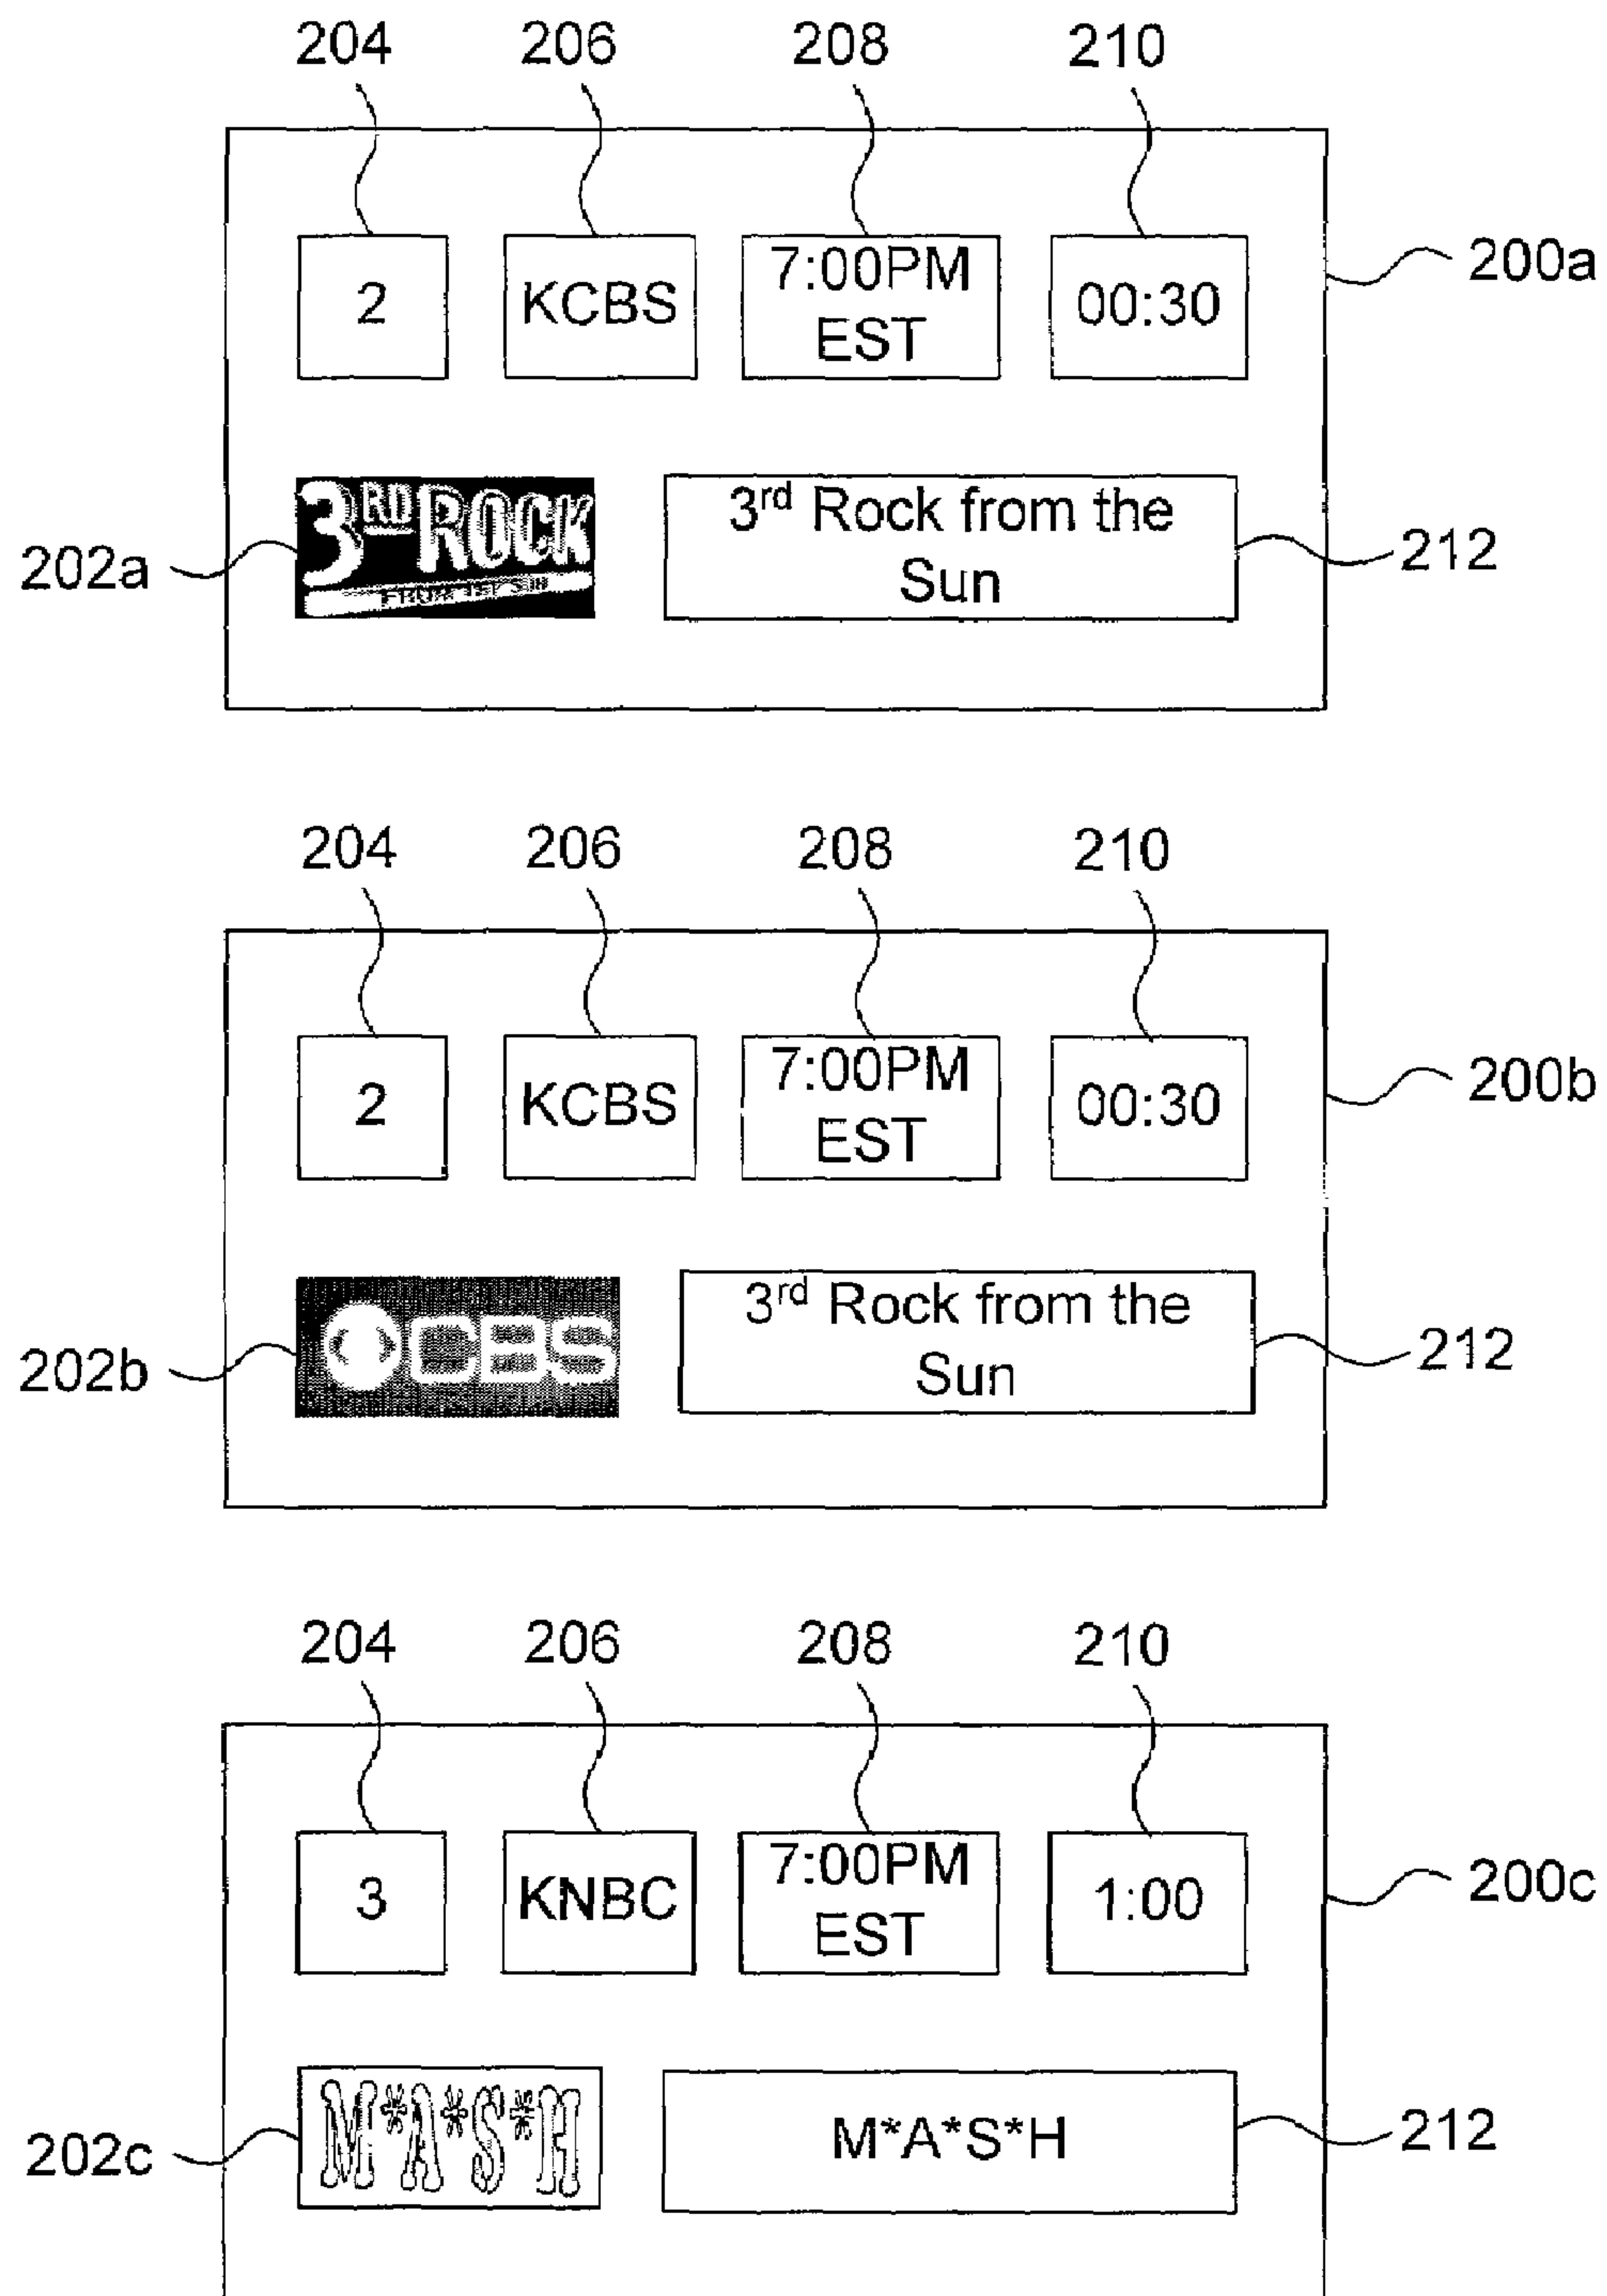 204 206 208 210
200a
2 KCBS 7:00PM 00:30
EST
3RD ROCK
3rd Rock from the
Sun
202a
212
204 206 208 210
200b
2 KCBS 7:00PM 00:30
EST
CBS
3rd Rock from the
Sun
202b
212
204 206 208 210
200c
3 KNBC 7:00PM 1:00
EST
M*A*S*H
M*A*S*H
202c
212